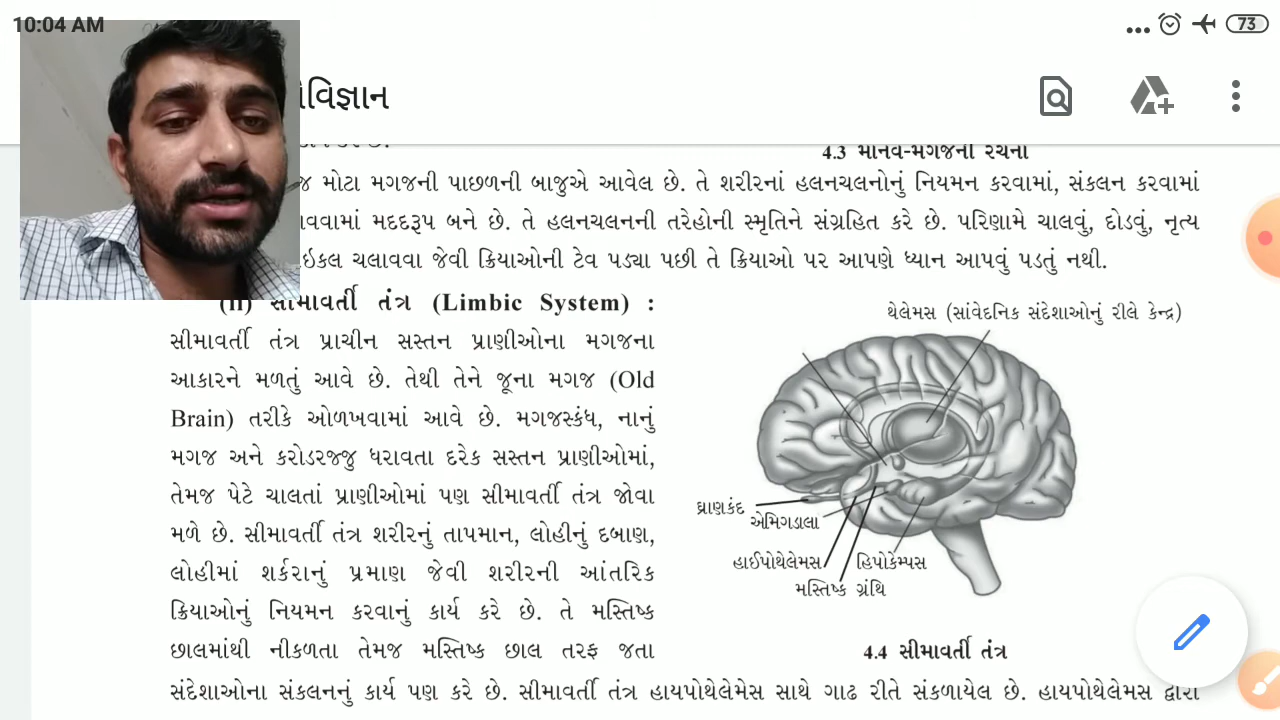 10:04 AM
73
4.3 માનવ-મગજની રચના
મોટા મગજની પાછળની બાજુએ આવેલ છે. તે શરીરનાં હલનચલનોનું નિયમન કરવામાં, સંકલન કરવામાં
મદદરૂપ બને છે. તે હલનચલનની તરેહોની સ્મૃતિને સંગ્રહિત કરે છે. પરિણામે ચાલવું, દોડવું, નૃત્ય
ચલાવવા જેવી ક્રિયાઓની ટેવ પડ્યા પછી તે ક્રિયાઓ પર આપણે ધ્યાન આપવું પડતું નથી.
(ii) સીમાવર્તી તંત્ર (Limbic System) :
સીમાવર્તી તંત્ર પ્રાચીન સસ્તન પ્રાણીઓના મગજના
આકારને મળતું આવે છે. તેથી તેને જૂના મગજ (Old
Brain) તરીકે ઓળખવામાં આવે છે. મગજસ્કંધ, નાનું
મગજ અને કરોડરજ્જુ ધરાવતા દરેક સસ્તન પ્રાણીઓમાં,
તેમજ પેટે ચાલતાં પ્રાણીઓમાં પણ સીમાવર્તી તંત્ર જોવા
મળે છે. સીમાવર્તી તંત્ર શરીરનું તાપમાન, લોહીનું દબાણ,
લોહીમાં શર્કરાનું પ્રમાણ જેવી શરીરની આંતરિક
ક્રિયાઓનું નિયમન કરવાનું કાર્ય કરે છે. તે મસ્તિષ્ક
છાલમાંથી નીકળતા તેમજ મસ્તિષ્ક છાલ તરફ જતા
સંદેશાઓના સંકલનનું કાર્ય પણ કરે છે. સીમાવર્તી તંત્ર હાયપોથેલેમેસ સાથે ગાઢ રીતે સંકળાયેલ છે. હાયપોથેલેમસ દ્વારા
થેલેમસ (સાંવેદનિક સંદેશાઓનું રીલે કેન્દ્ર)
ઘ્રાણકંદ
એમિગડાલા
હાઈપોથેલેમસ
હિપોકેમ્પસ
મસ્તિષ્ક ગ્રંથિ
4.4 સીમાવર્તી તંત્ર